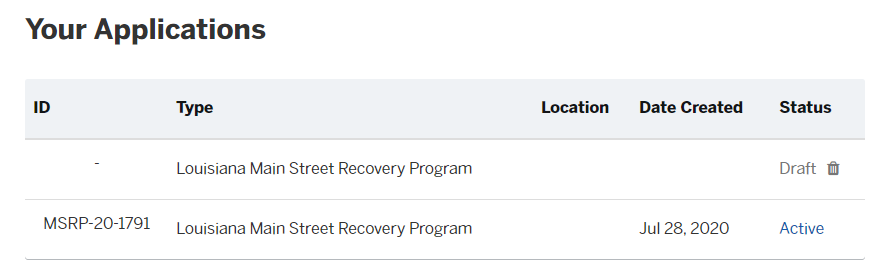 Your Applications
ID Type Location Date Created Status
- Louisiana Main Street Recovery Program Draft
MSRP-20-1791 Louisiana Main Street Recovery Program Jul 28, 2020 Active